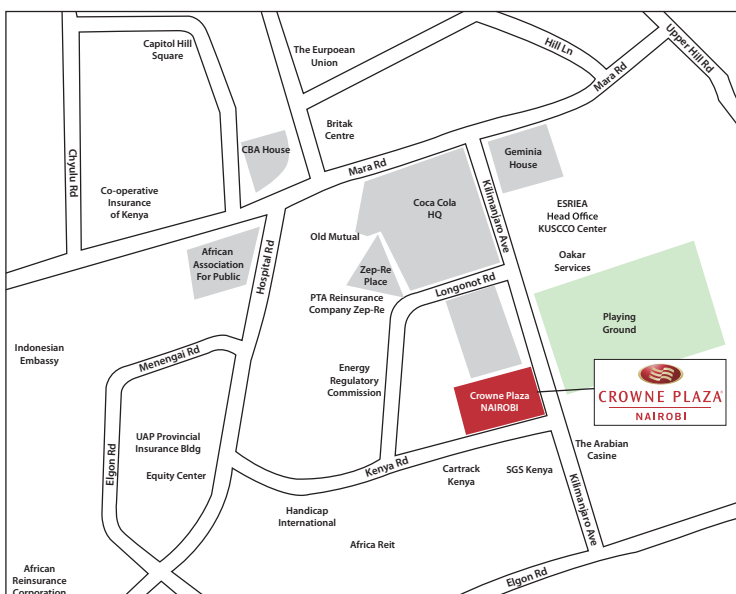 Capitol Hill
Square
The Eurpoean
Union
Hill Ln
Upper Hill Rd
Mara Rd
Chyulu Rd
CBA House
Britak
Centre
Mara Rd
Geminia
House
Co-operative
Insurance
of Kenya
Coca Cola
HQ
Kilimanjaro Ave
ESRIEA
Head Office
KUSCCO Center
Old Mutual
African
Association
For Public
Hospital Rd
Zep-Re
Place
Oakar
Services
Longonot Rd
PTA Reinsurance
Company Zep-Re
Playing
Ground
Indonesian
Embassy
Menengai Rd
Energy
Regulatory
Commission
Crowne Plaza
NAIROBI
CROWNE PLAZA
NAIROBI
UAP Provincial
Insurance Bldg
Elgon Rd
Equity Center
Kenya Rd
Cartrack
Kenya
SGS Kenya
The Arabian
Casine
Kilimanjaro Ave
Handicap
International
Africa Reit
African
Reinsurance
Corporation
Elgon Rd